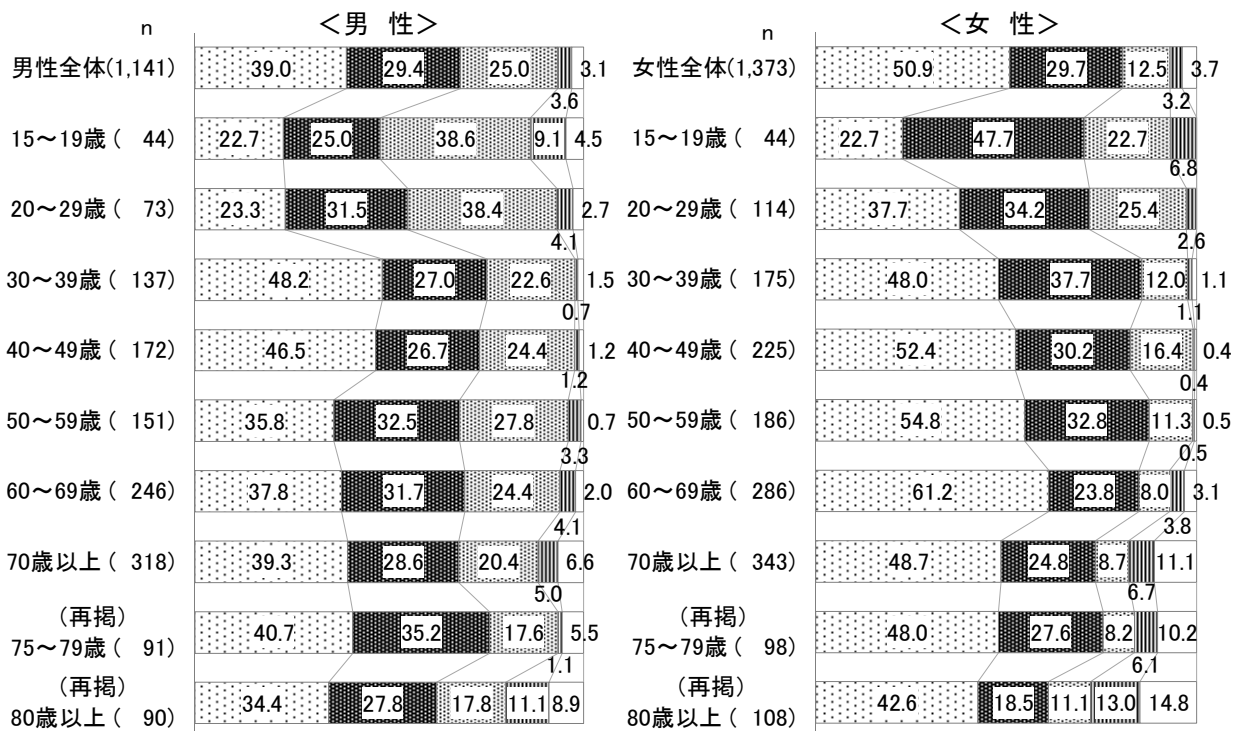 ＜男 性＞
n
男性全体(1,141) 39.0 29.4 25.0 3.1
3.6
15～19歳 ( 44) 22.7 25.0 38.6 9.1 4.5
20～29歳 ( 73) 23.3 31.5 38.4 2.7
4.1
30～39歳 ( 137) 48.2 27.0 22.6 1.5
0.7
40～49歳 ( 172) 46.5 26.7 24.4 1.2
1.2
50～59歳 ( 151) 35.8 32.5 27.8 0.7
3.3
60～69歳 ( 246) 37.8 31.7 24.4 2.0
4.1
70歳以上 ( 318) 39.3 28.6 20.4 6.6
5.0
(再掲)
75～79歳 ( 91) 40.7 35.2 17.6 5.5
1.1
(再掲)
80歳以上 ( 90) 34.4 27.8 17.8 11.1 8.9
＜女 性＞
n
女性全体(1,373) 50.9 29.7 12.5 3.7
3.2
15～19歳 ( 44) 22.7 47.7 22.7
6.8
20～29歳 ( 114) 37.7 34.2 25.4
2.6
30～39歳 ( 175) 48.0 37.7 12.0 1.1
1.1
40～49歳 ( 225) 52.4 30.2 16.4 0.4
0.4
50～59歳 ( 186) 54.8 32.8 11.3 0.5
0.5
60～69歳 ( 286) 61.2 23.8 8.0 3.1
3.8
70歳以上 ( 343) 48.7 24.8 8.7 11.1
6.7
(再掲)
75～79歳 ( 98) 48.0 27.6 8.2 10.2
6.1
(再掲)
80歳以上 ( 108) 42.6 18.5 11.1 13.0 14.8